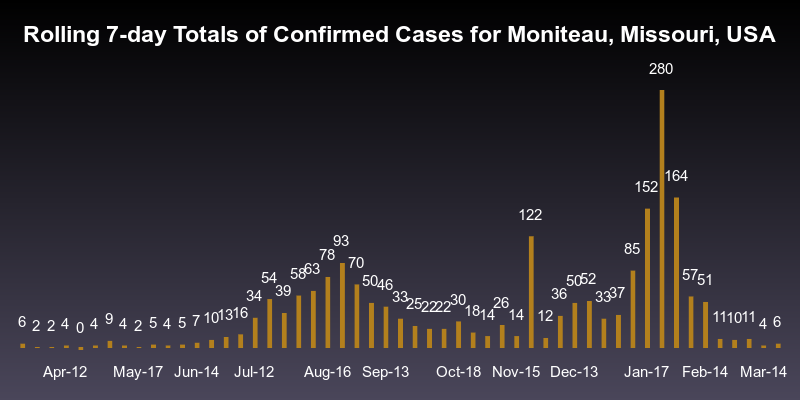 Rolling 7-day Totals of Confirmed Cases for Moniteau, Missouri, USA
6 2 2 4 0 4 9 4 2 5 4 5 7 10 13 16 34 54 39 58 63 78 93 70 50 46 33 25 22 22 30 18 14 26 14 122 12 36 50 52 33 37 85 152 280 164 57 51 11 10 11 4 6
Apr-12 May-17 Jun-14 Jul-12 Aug-16 Sep-13 Oct-18 Nov-15 Dec-13 Jan-17 Feb-14 Mar-14